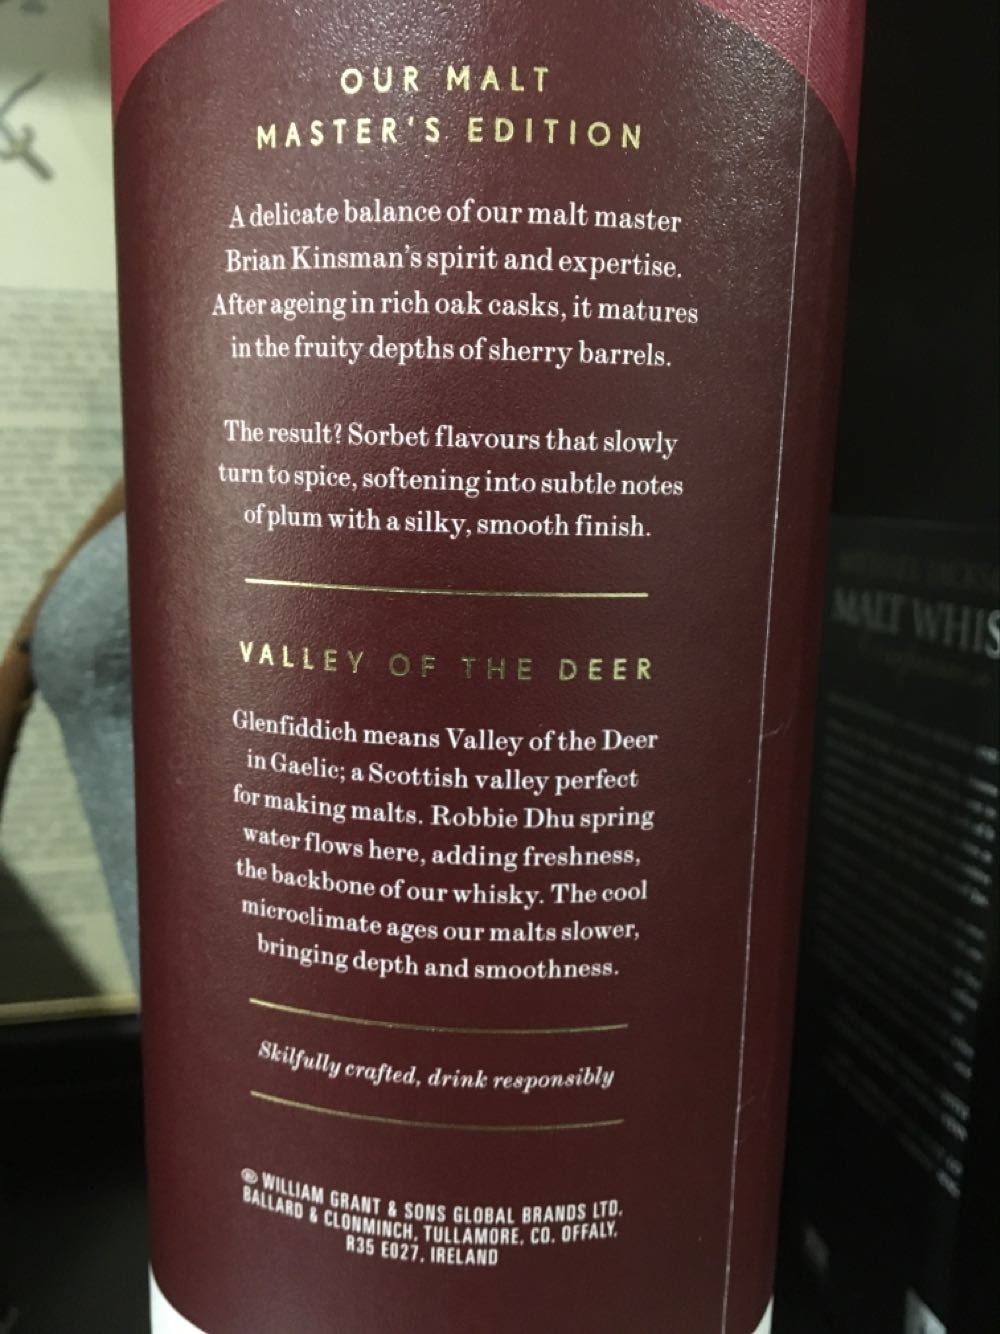 OUR MALT
MASTER'S EDITION
A delicate balance of our malt master
Brian Kinsman's spirit and expertise.
After ageing in rich oak casks, it matures
in the fruity depths of sherry barrels.
The result? Sorbet flavours that slowly
turn to spice, softening into subtle notes
of plum with a silky, smooth finish.
VALLEY OF THE DEER
Glenfiddich means Valley of the Deer
in Gaelic; a Scottish valley perfect
for making malts. Robbie Dhu spring
water flows here, adding freshness,
the backbone of our whisky. The cool
microclimate ages our malts slower,
bringing depth and smoothness.
Skilfully crafted, drink responsibly
® WILLIAM GRANT & SONS GLOBAL BRANDS LTD.
BALLARD & CLONMINCH, TULLAMORE, CO. OFFALY,
R35 E027, IRELAND
MALT WHIS